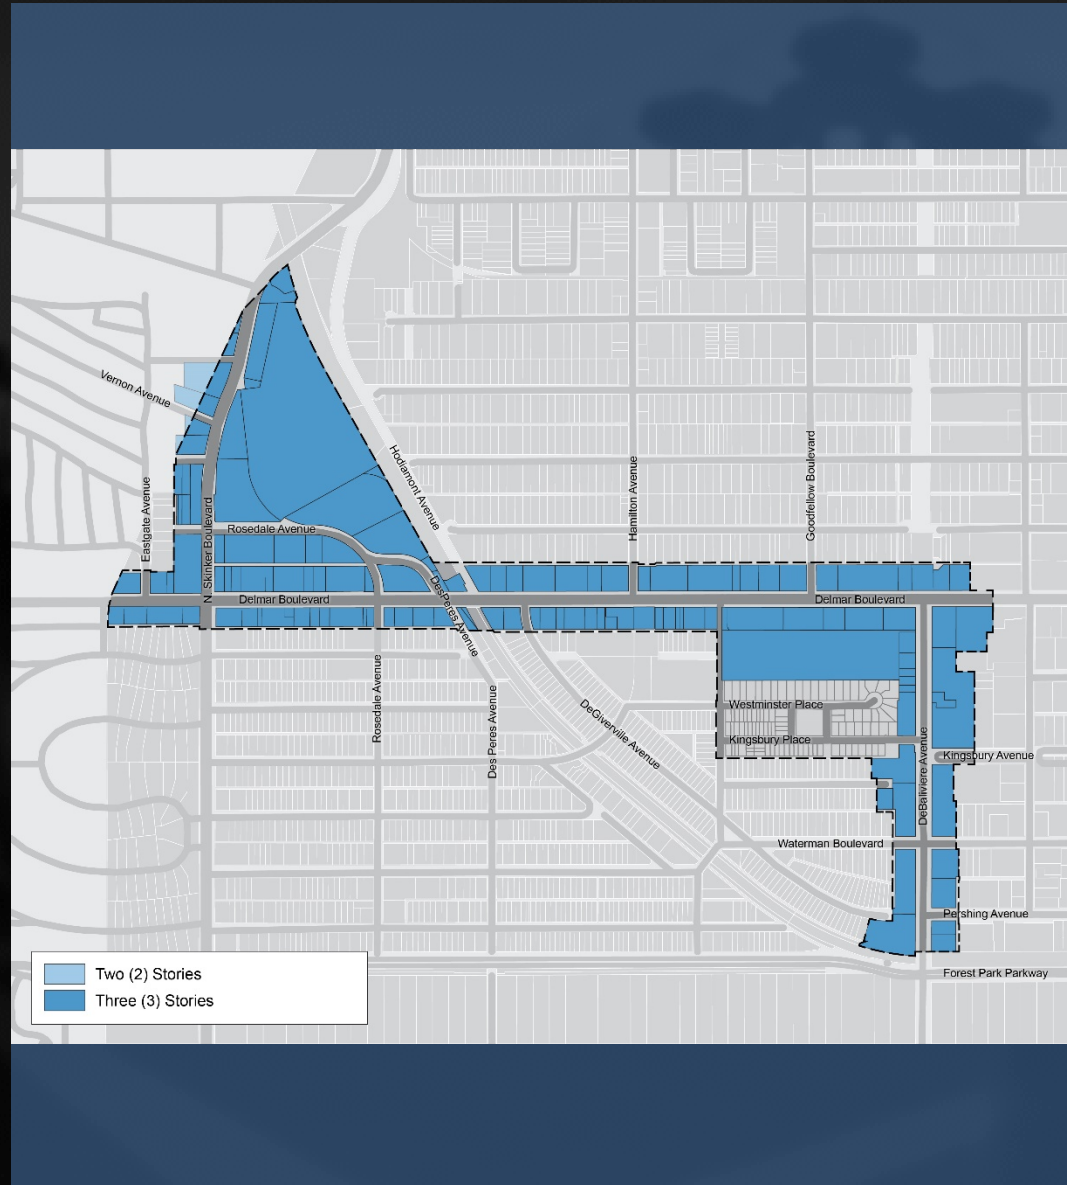 Vernon Avenue
Eastgate Avenue
N. Skinker Boulevard
Hodiamont Avenue
Hamilton Avenue
Goodfellow Boulevard
Rosedale Avenue
Delmar Boulevard
DesPeres Avenue
Delmar Boulevard
Rosedale Avenue
Des Peres Avenue
DeGiverville Avenue
Westminster Place
Kingsbury Place
DeBaliviere Avenue
Kingsbury Avenue
Waterman Boulevard
Pershing Avenue
Forest Park Parkway
Two (2) Stories
Three (3) Stories